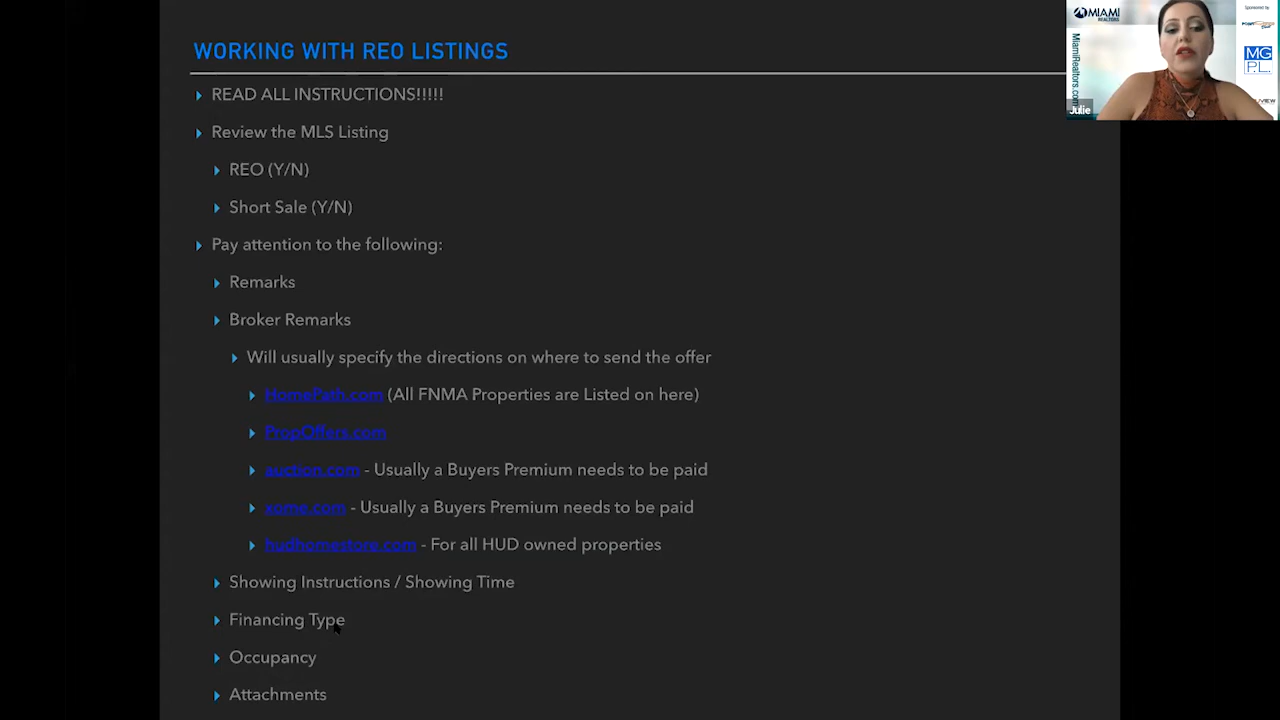 WORKING WITH REO LISTINGS
READ ALL INSTRUCTIONS!!!!!
Review the MLS Listing
REO (Y/N)
Short Sale (Y/N)
Pay attention to the following:
Remarks
Broker Remarks
Will usually specify the directions on where to send the offer
HomePath.com (All FNMA Properties are Listed on here)
PropOffers.com
auction.com - Usually a Buyers Premium needs to be paid
xome.com - Usually a Buyers Premium needs to be paid
hudhomestore.com - For all HUD owned properties
Showing Instructions / Showing Time
Financing Type
Occupancy
Attachments
MIAMI
REALTORS
MiamiRealtors.com
Julie
Sponsored by
MG
P.L.